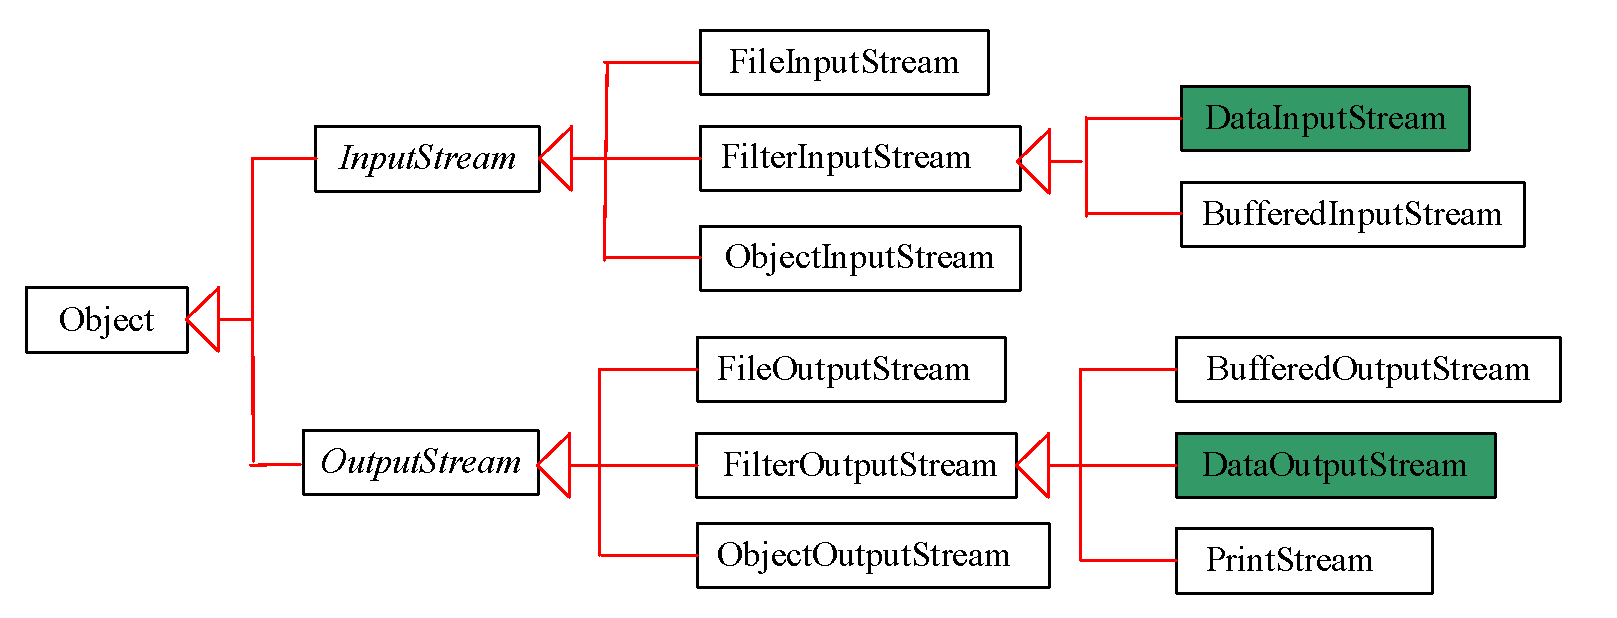 Object
InputStream
FileInputStream
FilterInputStream
ObjectInputStream
DataInputStream
BufferedInputStream
OutputStream
FileOutputStream
FilterOutputStream
ObjectOutputStream
BufferedOutputStream
DataOutputStream
PrintStream